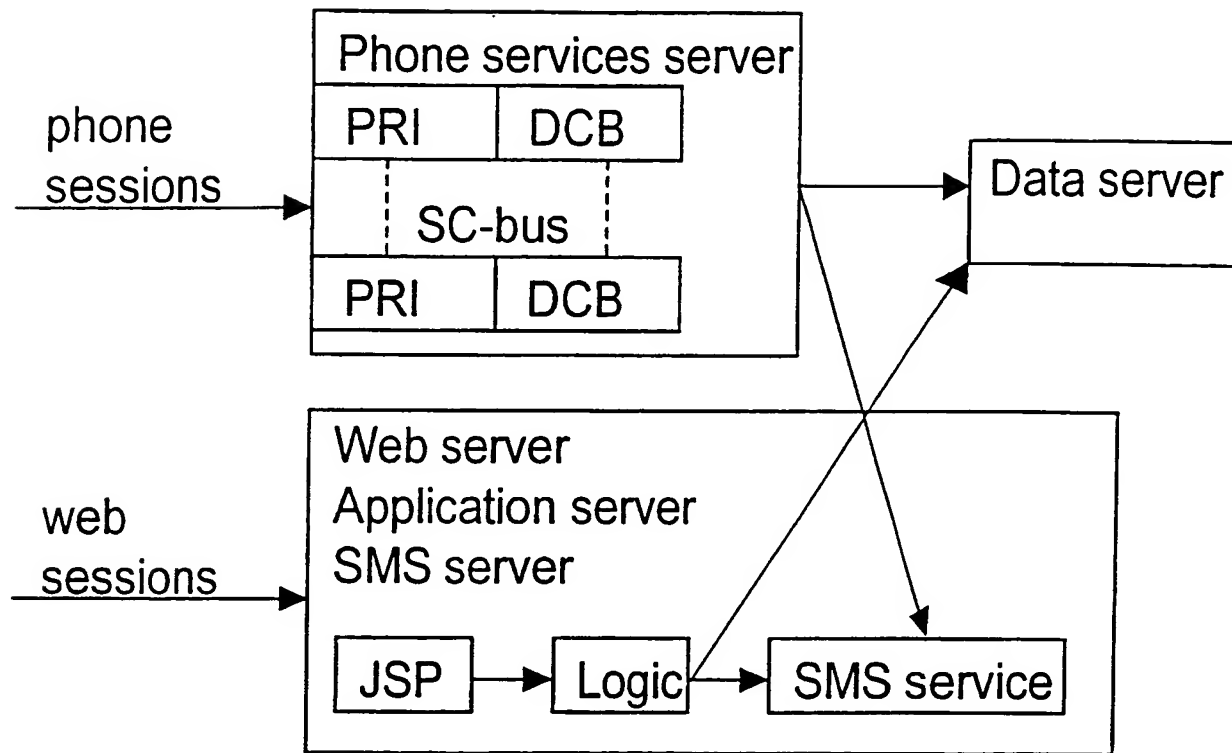 Phone services server
PRI DCB
phone
sessions
SC-bus
PRI DCB
Data server
Web server
Application server
SMS server
web
sessions
JSP Logic SMS service